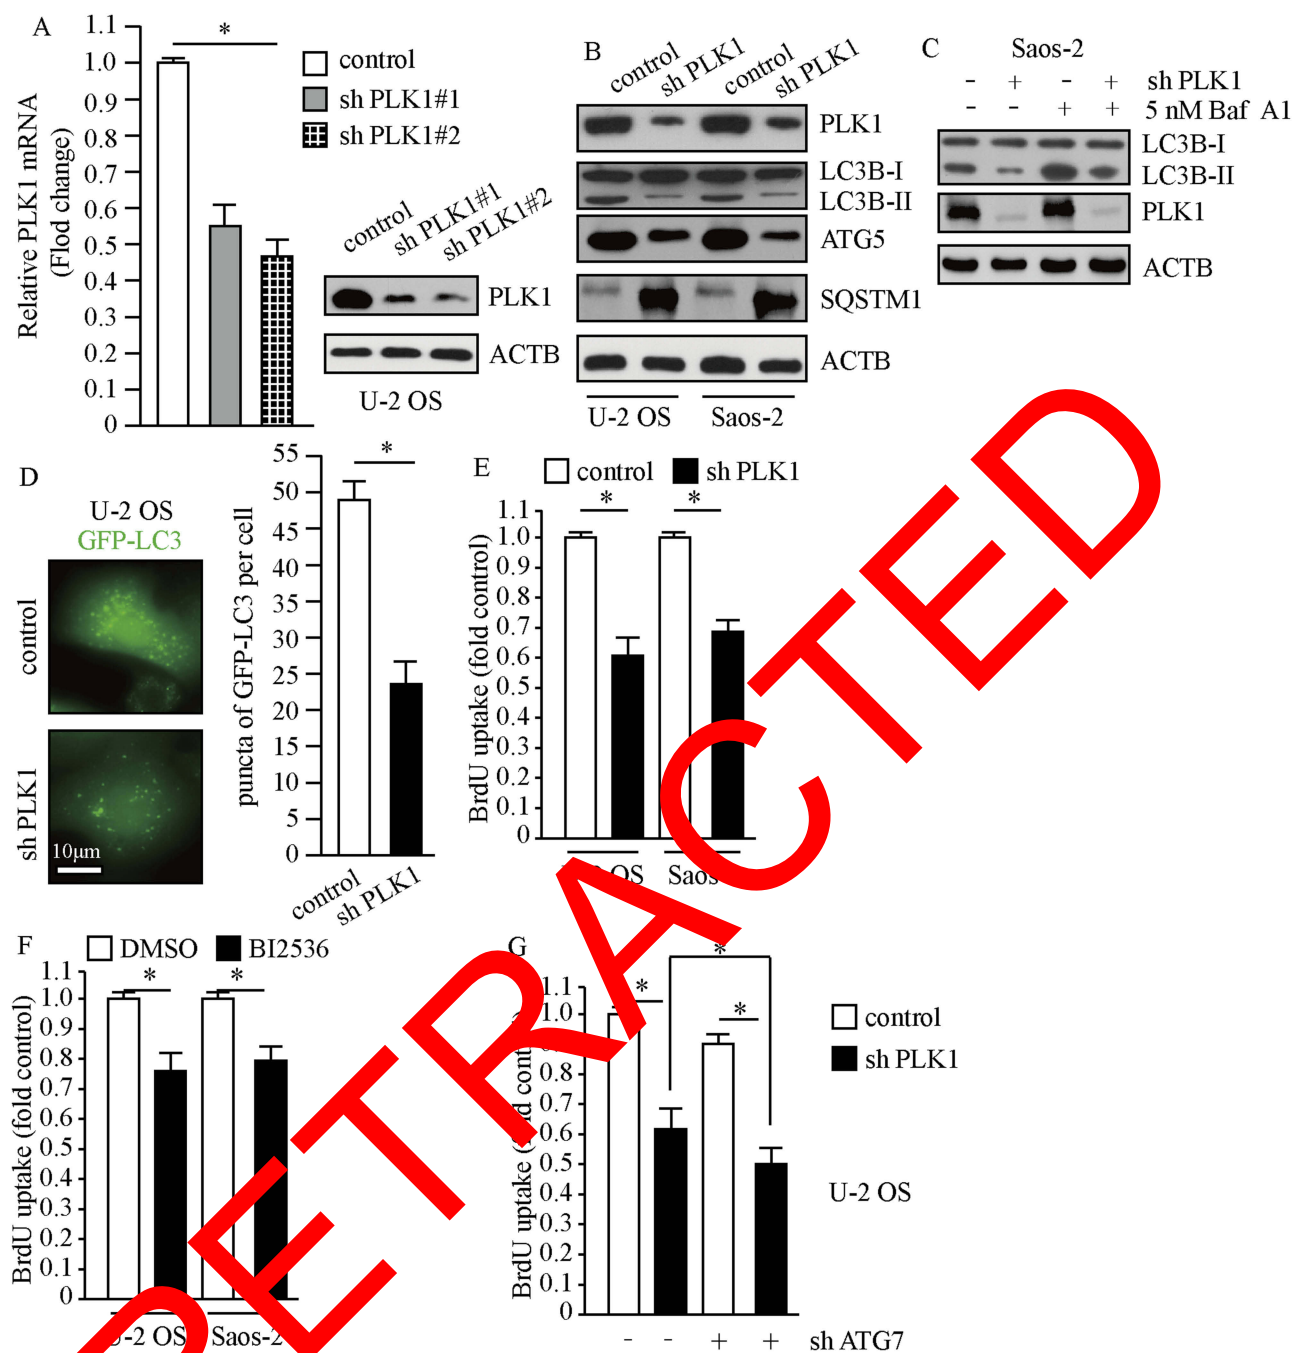 A
Relative PLK1 mRNA
(Flod change)
1.1
1.0
0.9
0.8
0.7
0.6
0.5
0.4
0.3
0.2
0.1
0
*
control
sh PLK1#1
sh PLK1#2
control
sh PLK1#1
sh PLK1#2
PLK1
ACTB
U-2 OS
B
control
sh PLK1
control
sh PLK1
PLK1
LC3B-I
LC3B-II
ATG5
SQSTM1
ACTB
U-2 OS Saos-2
C
Saos-2
- + - + sh PLK1
- - + + 5 nM Baf A1
LC3B-I
LC3B-II
PLK1
ACTB
D
U-2 OS
GFP-LC3
control
sh PLK1
10μm
puncta of GFP-LC3 per cell
55
50
45
40
35
30
25
20
15
10
5
0
*
control
sh PLK1
E
control sh PLK1
BrdU uptake (fold control)
1.1
1.0
0.9
0.8
0.7
0.6
0.5
0.4
0.3
0.2
0.1
0
* *
OS Saos
F
DMSO BI2536
BrdU uptake (fold control)
1.1
1.0
0.9
0.8
0.7
0.6
0.5
0.4
0.3
0.2
0.1
0
* *
U-2 OS Saos-2
G
BrdU uptake (fold control)
1.1
1.0
0.8
0.7
0.6
0.5
0.4
0.3
0.2
0.1
0
* * *
control
sh PLK1
U-2 OS
- - + + sh ATG7
RETRACTED